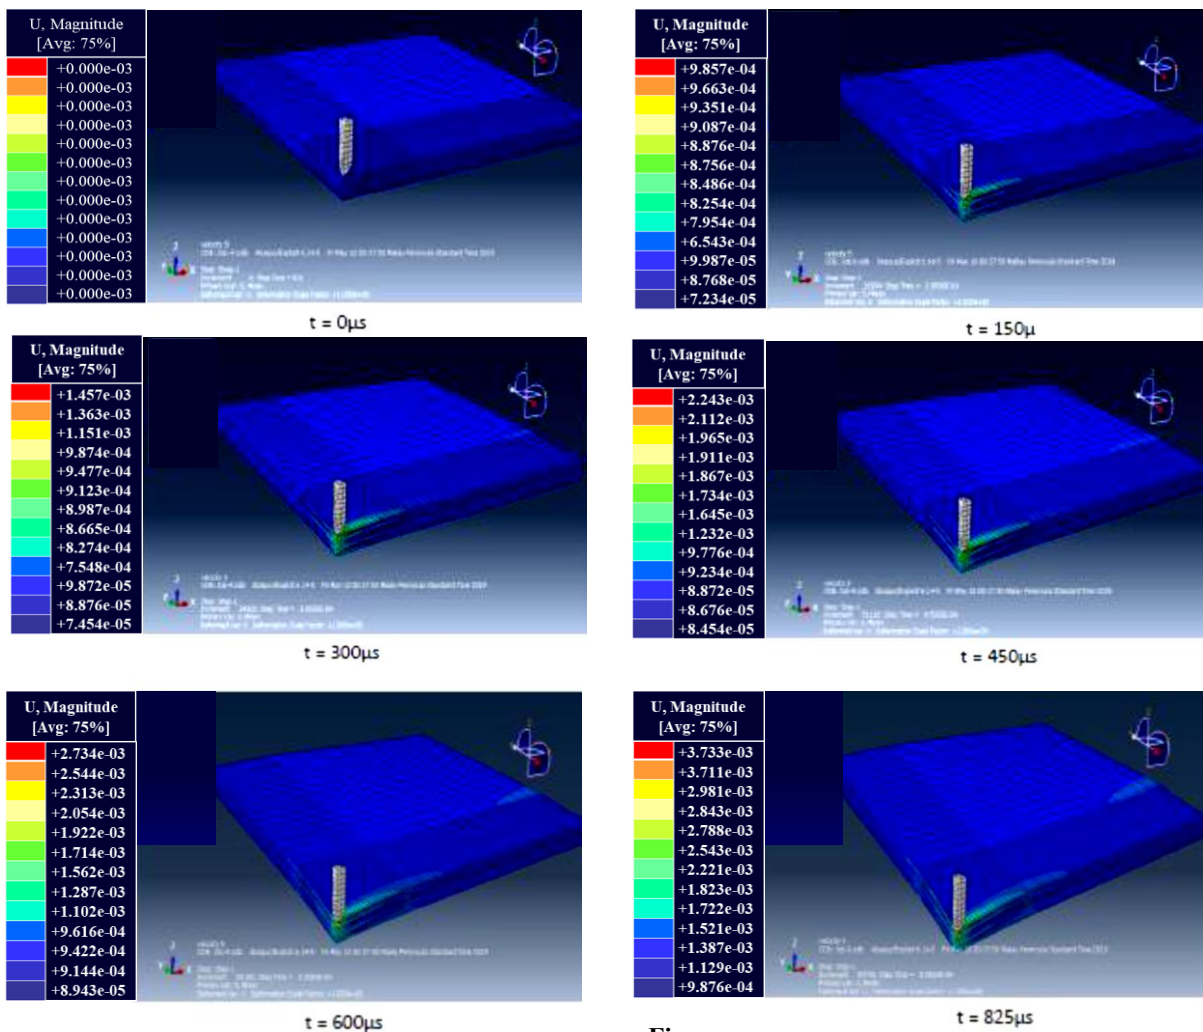 U, Magnitude
[Avg: 75%]
+0.000e-03
+0.000e-03
+0.000e-03
+0.000e-03
+0.000e-03
+0.000e-03
+0.000e-03
+0.000e-03
+0.000e-03
+0.000e-03
+0.000e-03
+0.000e-03
+0.000e-03
t = 0μs
U, Magnitude
[Avg: 75%]
+9.857e-04
+9.663e-04
+9.351e-04
+9.087e-04
+8.876e-04
+8.756e-04
+8.486e-04
+8.254e-04
+7.954e-04
+6.543e-04
+9.987e-05
+8.768e-05
+7.234e-05
t = 150μ
U, Magnitude
[Avg: 75%]
+1.457e-03
+1.363e-03
+1.151e-03
+9.874e-04
+9.477e-04
+9.123e-04
+8.987e-04
+8.665e-04
+8.274e-04
+7.548e-04
+9.872e-05
+8.876e-05
+7.454e-05
t = 300μs
U, Magnitude
[Avg: 75%]
+2.243e-03
+2.112e-03
+1.965e-03
+1.911e-03
+1.867e-03
+1.734e-03
+1.645e-03
+1.232e-03
+9.776e-04
+9.234e-04
+8.872e-05
+8.676e-05
+8.454e-05
t = 450μs
U, Magnitude
[Avg: 75%]
+2.734e-03
+2.544e-03
+2.313e-03
+2.054e-03
+1.922e-03
+1.714e-03
+1.562e-03
+1.287e-03
+1.102e-03
+9.616e-04
+9.422e-04
+9.144e-04
+8.943e-05
t = 600μs
U, Magnitude
[Avg: 75%]
+3.733e-03
+3.711e-03
+2.981e-03
+2.843e-03
+2.788e-03
+2.543e-03
+2.221e-03
+1.823e-03
+1.722e-03
+1.521e-03
+1.387e-03
+1.129e-03
+9.876e-04
t = 825μs